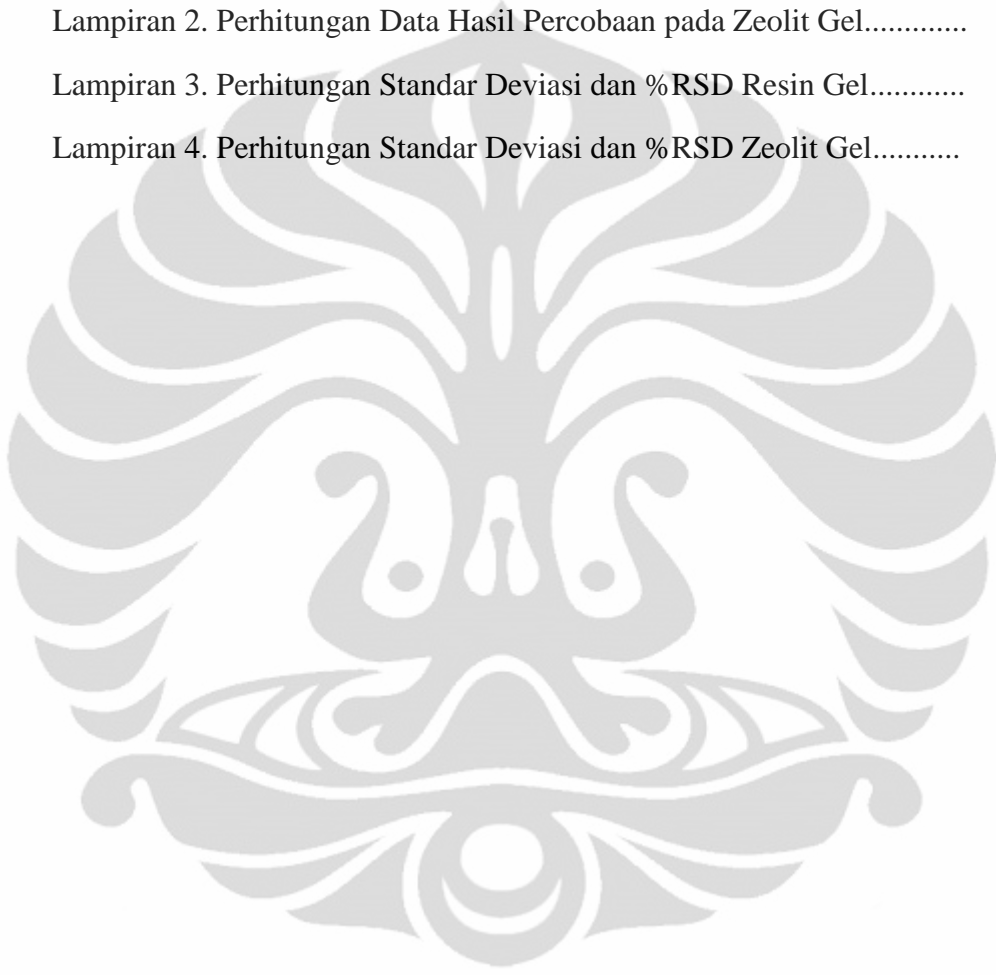 Lampiran 2. Perhitungan Data Hasil Percobaan pada Zeolit Gel.............
Lampiran 3. Perhitungan Standar Deviasi dan %RSD Resin Gel............
Lampiran 4. Perhitungan Standar Deviasi dan %RSD Zeolit Gel...........